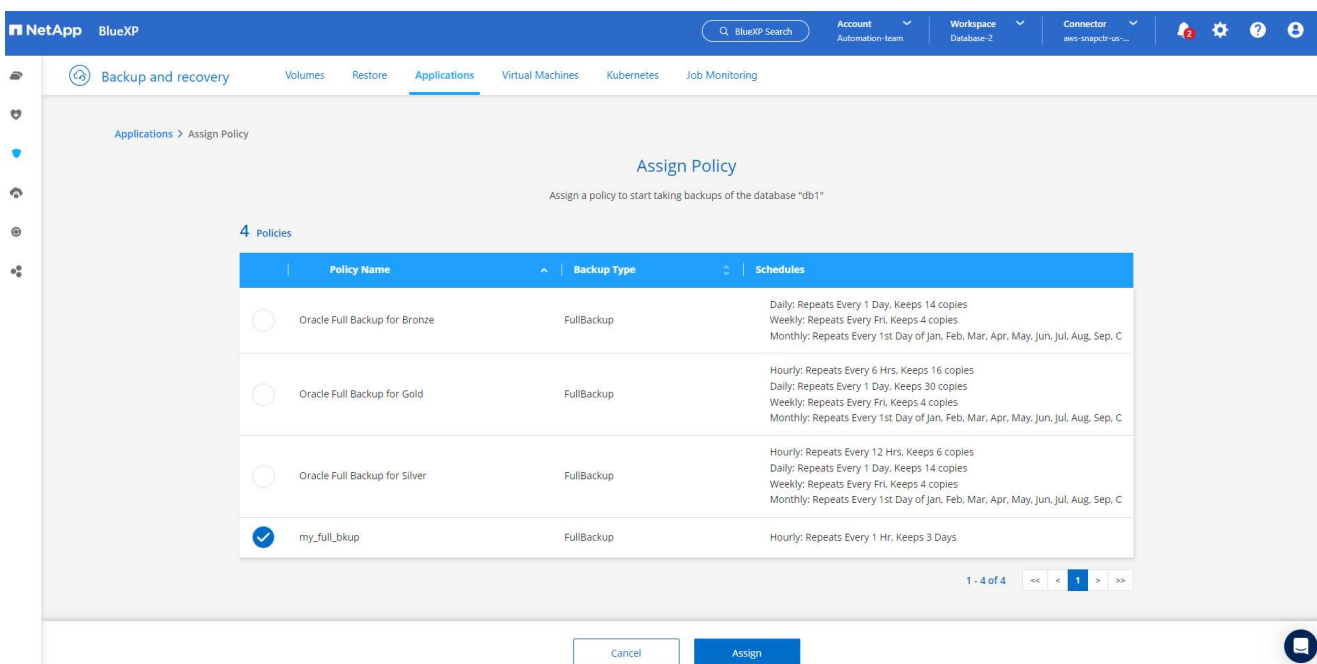 NetApp BlueXP
BlueXP Search
Account
Automation-team
Workspace
Database-2
Connector
aws-snapctr-us-...
2
Backup and recovery
Volumes Restore Applications Virtual Machines Kubernetes Job Monitoring
Applications > Assign Policy
Assign Policy
Assign a policy to start taking backups of the database "db1"
4 Policies
Policy Name Backup Type Schedules
Oracle Full Backup for Bronze FullBackup
Daily: Repeats Every 1 Day, Keeps 14 copies
Weekly: Repeats Every Fri, Keeps 4 copies
Monthly: Repeats Every 1st Day of Jan, Feb, Mar, Apr, May, Jun, Jul, Aug, Sep, O
Oracle Full Backup for Gold FullBackup
Hourly: Repeats Every 6 Hrs, Keeps 16 copies
Daily: Repeats Every 1 Day, Keeps 30 copies
Weekly: Repeats Every Fri, Keeps 4 copies
Monthly: Repeats Every 1st Day of Jan, Feb, Mar, Apr, May, Jun, Jul, Aug, Sep, O
Oracle Full Backup for Silver FullBackup
Hourly: Repeats Every 12 Hrs, Keeps 6 copies
Daily: Repeats Every 1 Day, Keeps 14 copies
Weekly: Repeats Every Fri, Keeps 4 copies
Monthly: Repeats Every 1st Day of Jan, Feb, Mar, Apr, May, Jun, Jul, Aug, Sep, O
my_full_bkup FullBackup Hourly: Repeats Every 1 Hr, Keeps 3 Days
1 - 4 of 4 << < 1 > >>
Cancel Assign